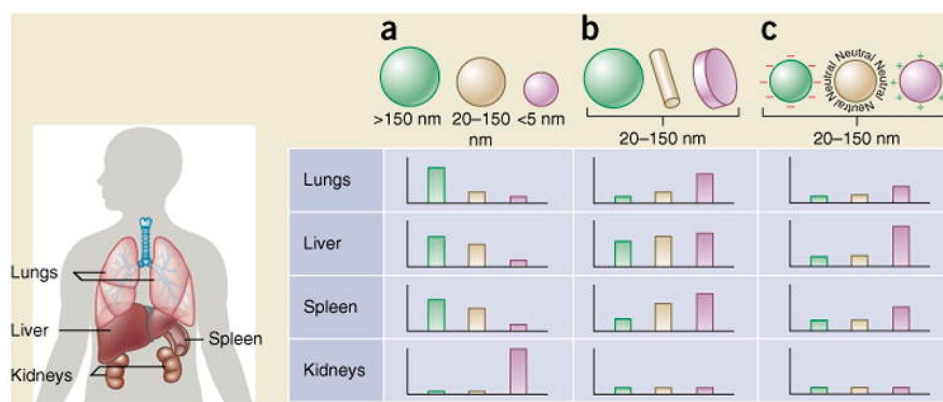 a
b
c
>150 nm
20–150
nm
<5 nm
20–150 nm
Neutral Neutral Neutral Neutral
– – – – – – – –
+ + + + + + + +
20–150 nm
Lungs
Liver
Spleen
Kidneys
Lungs
Liver
Spleen
Kidneys